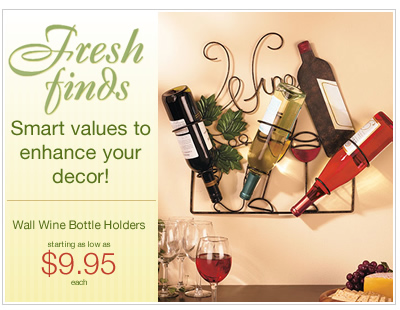 Fresh
finds
Smart values to
enhance your
decor!
Wall Wine Bottle Holders
starting as low as
$9.95
each
Wine